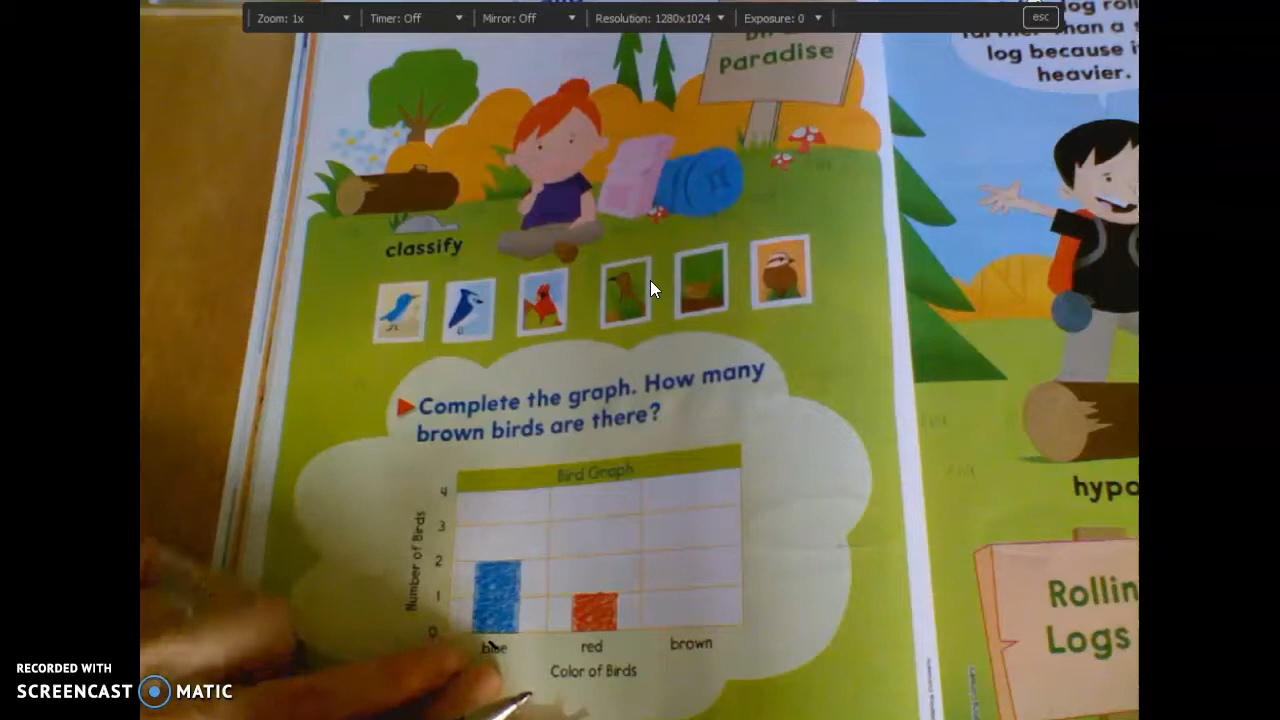 Zoom: 1x
Timer: Off
Mirror: Off
Resolution: 1280x1024
Exposure: 0
esc
Paradise
log because
heavier.
classify
Complete the graph. How many
brown birds are there?
Bird Graph
Number of Birds
4
3
2
1
0
blue
red
brown
Color of Birds
Logs
RECORDED WITH
SCREENCAST MATIC